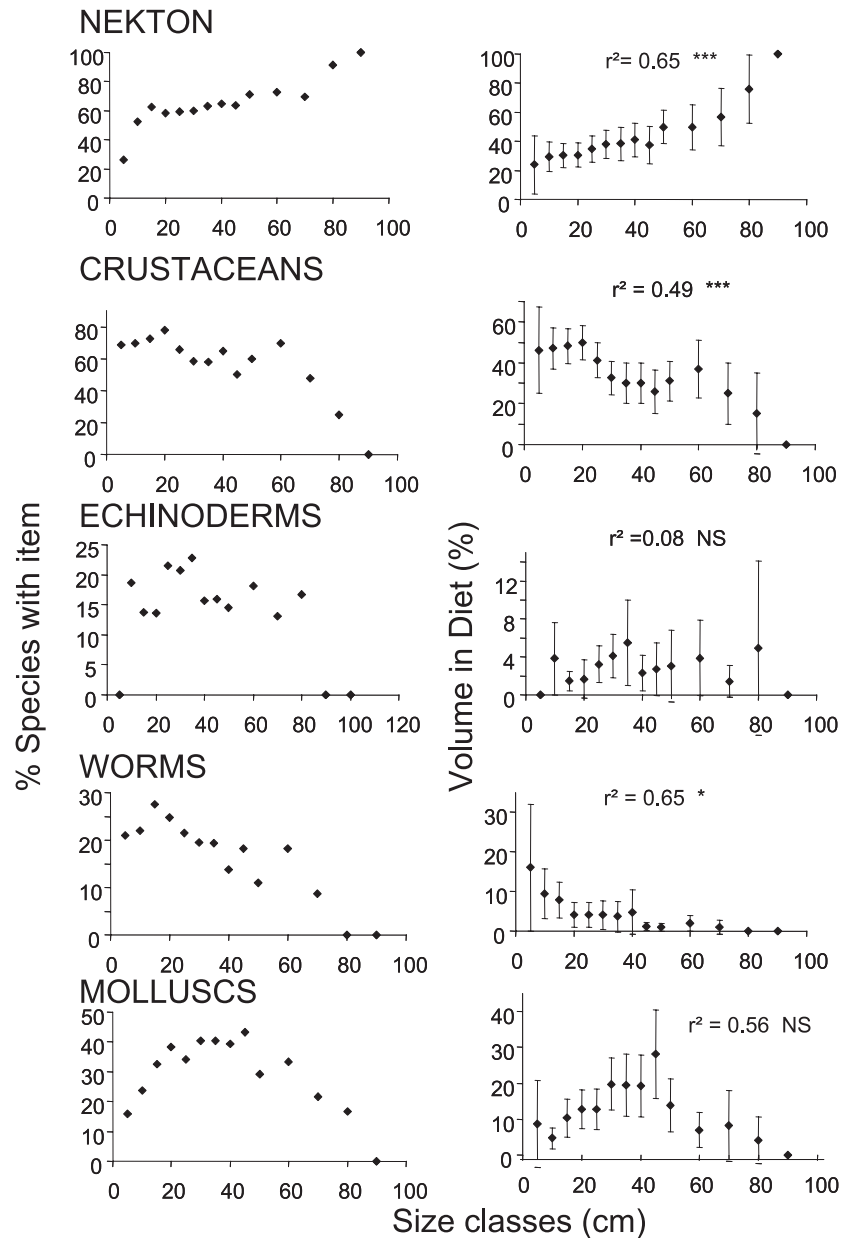 NEKTON
100
80
60
40
20
0
0 20 40 60 80 100
r²= 0.65 ***
100
80
60
40
20
0
0 20 40 60 80 100
CRUSTACEANS
80
60
40
20
0
0 20 40 60 80 100
r² = 0.49 ***
60
40
20
0
0 20 40 60 80 100
% Species with item
Volume in Diet (%)
ECHINODERMS
25
20
15
10
5
0
0 20 40 60 80 100 120
r² =0.08 NS
12
8
4
0
0 20 40 60 80 100
WORMS
30
20
10
0
0 20 40 60 80 100
r² = 0.65 *
30
20
10
0
0 20 40 60 80 100
MOLLUSCS
50
40
30
20
10
0
0 20 40 60 80 100
r² = 0.56 NS
40
30
20
10
0
0 20 40 60 80 100
Size classes (cm)